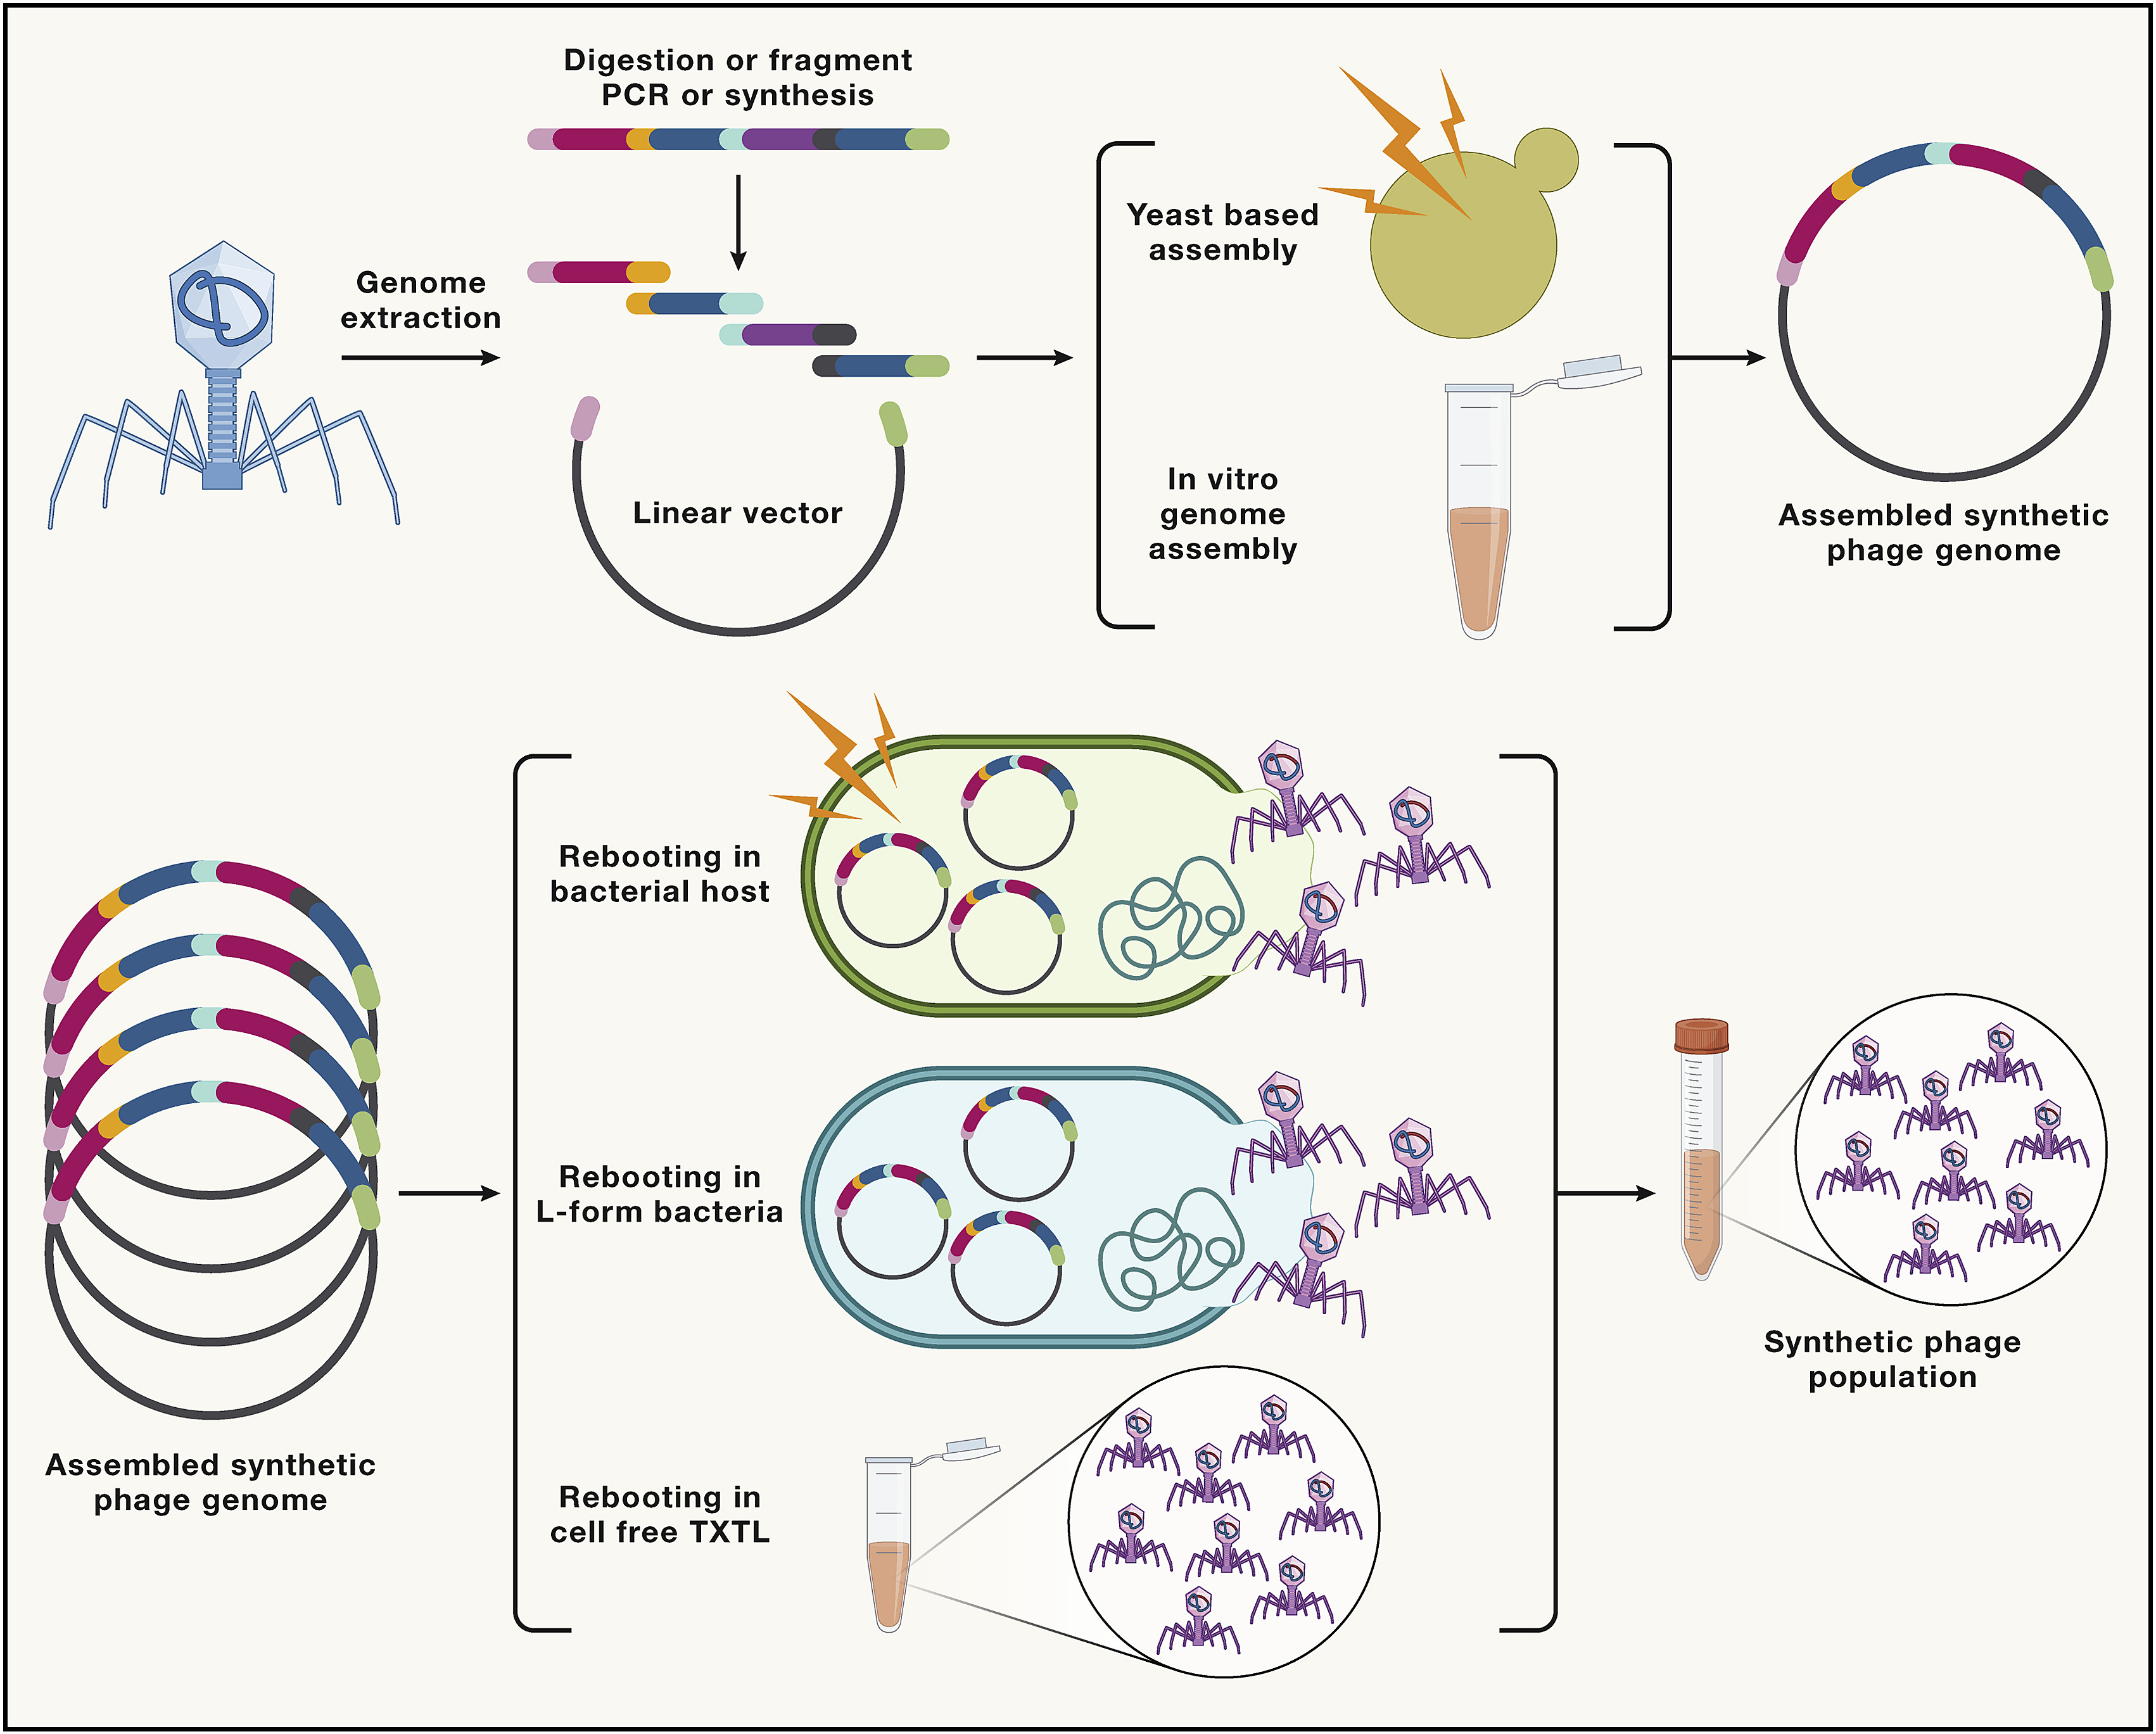 Digestion or fragment
PCR or synthesis
Genome
extraction
Linear vector
Yeast based
assembly
In vitro
genome
assembly
Assembled synthetic
phage genome
Assembled synthetic
phage genome
Rebooting in
bacterial host
Rebooting in
L-form bacteria
Rebooting in
cell free TXTL
Synthetic phage
population